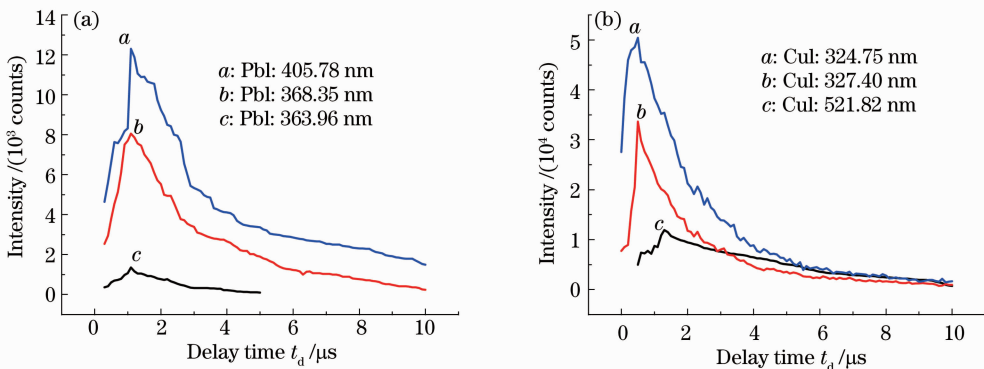 (a)
14
12
10
8
6
4
2
0
Intensity /(10³ counts)
a
b
c
a: PbI: 405.78 nm
b: PbI: 368.35 nm
c: PbI: 363.96 nm
0 2 4 6 8 10
Delay time t_d /μs
(b)
5
4
3
2
1
0
Intensity /(10⁴ counts)
a
b
c
a: CuI: 324.75 nm
b: CuI: 327.40 nm
c: CuI: 521.82 nm
0 2 4 6 8 10
Delay time t_d /μs